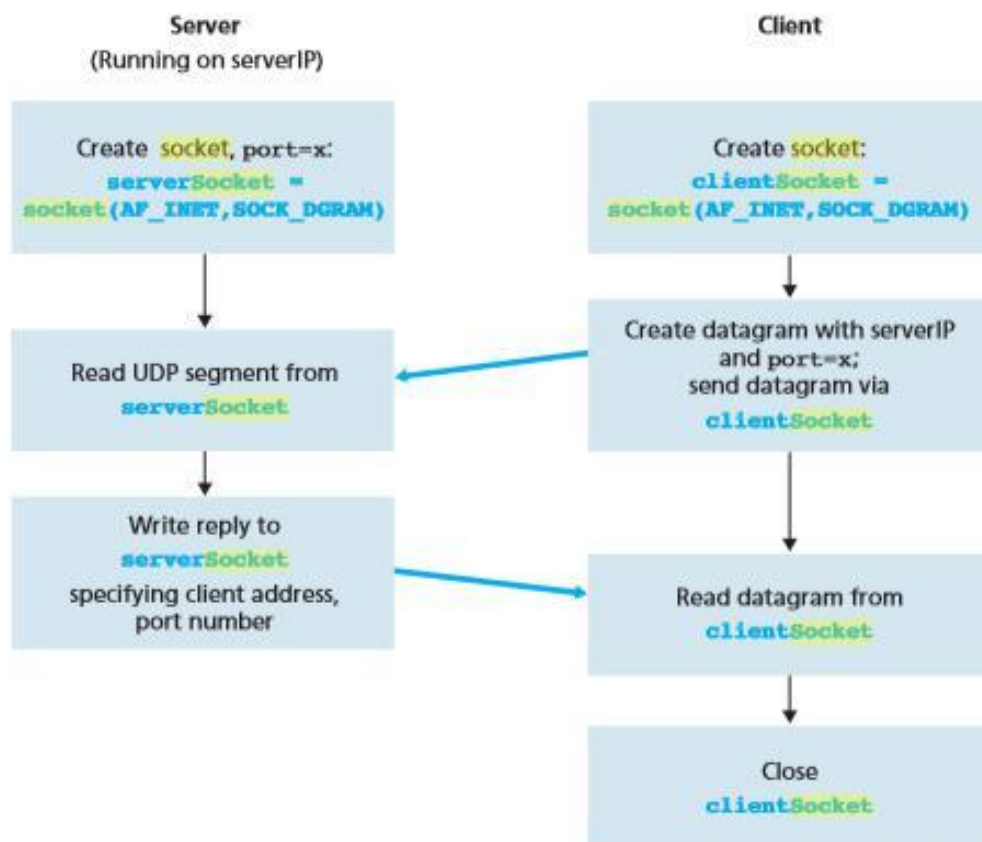 Server
(Running on serverIP)
Create socket, port=x:
serverSocket =
socket(AF_INET,SOCK_DGRAM)
Read UDP segment from
serverSocket
Write reply to
serverSocket
specifying client address,
port number
Client
Create socket:
clientSocket =
socket(AF_INET,SOCK_DGRAM)
Create datagram with serverIP
and port=x;
send datagram via
clientSocket
Read datagram from
clientSocket
Close
clientSocket